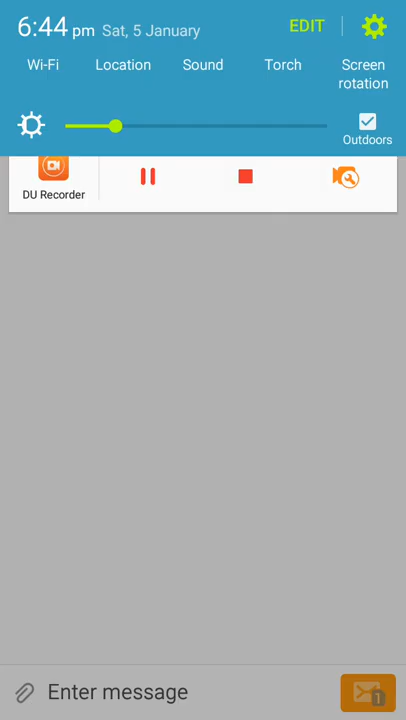 6:44 pm Sat, 5 January EDIT
Wi-Fi Location Sound Torch Screen rotation
Outdoors
DU Recorder
Enter message
1